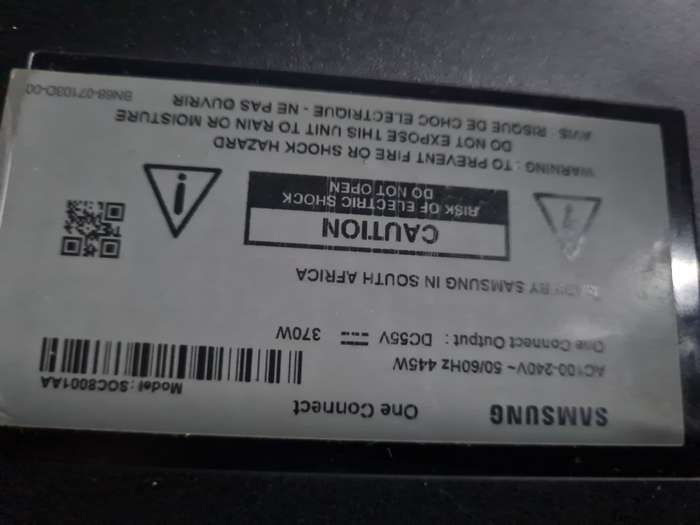 SAMSUNG One Connect
Model : SOC8001AA
AC100-240V~ 50/60Hz 445W
One Connect Output : DC55V 370W
BY SAMSUNG IN SOUTH AFRICA
CAUTION
RISK OF ELECTRIC SHOCK
DO NOT OPEN
WARNING : TO PREVENT FIRE OR SHOCK HAZARD
DO NOT EXPOSE THIS UNIT TO RAIN OR MOISTURE
AVIS : RISQUE DE CHOC ELECTRIQUE - NE PAS OUVRIR
BN68-07103D-00